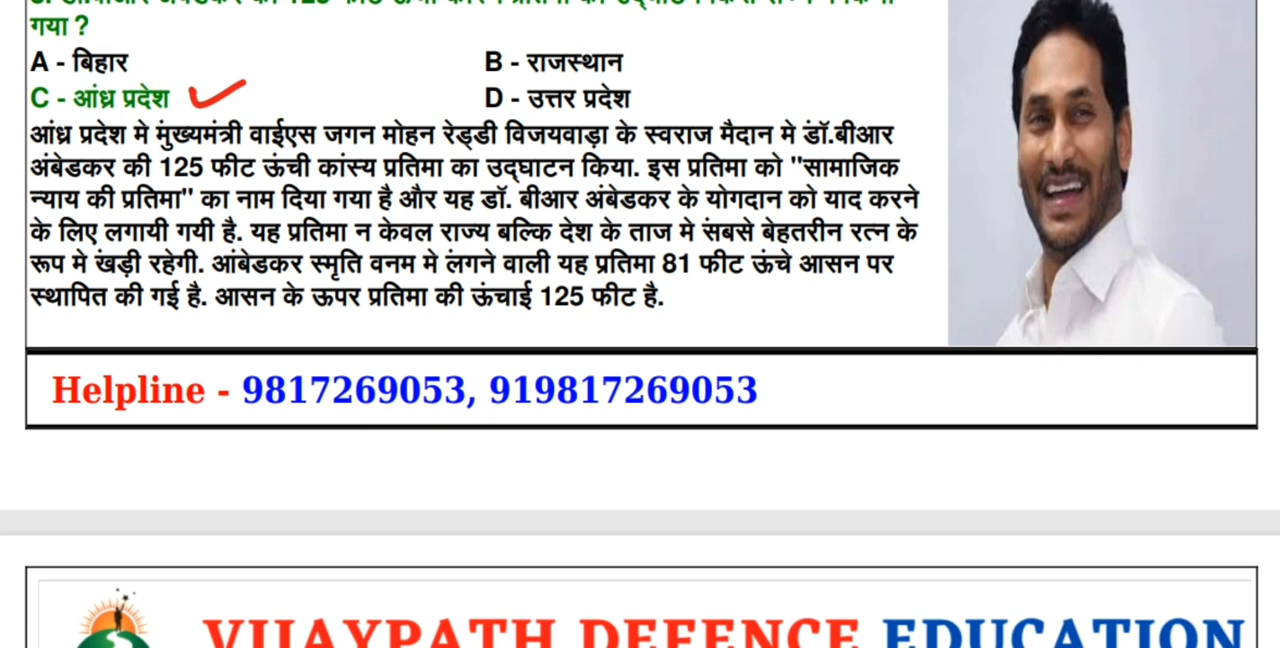 गया ?
A - बिहार
B - राजस्थान
C - आंध्र प्रदेश
D - उत्तर प्रदेश
आंध्र प्रदेश मे मुंख्यमंत्री वाईएस जगन मोहन रेड्डी विजयवाड़ा के स्वराज मैदान मे डॉं.बीआर
अंबेडकर की 125 फीट ऊंची कांस्य प्रतिमा का उद्घाटन किया. इस प्रतिमा को "सामाजिक
न्याय की प्रतिमा" का नाम दिया गया है और यह डॉ. बीआर अंबेडकर के योगदान को याद करने
के लिए लगायी गयी है. यह प्रतिमा न केवल राज्य बल्कि देश के ताज मे संबसे बेहतरीन रत्न के
रूप मे खंड़ी रहेगी. आंबेडकर स्मृति वनम मे लंगने वाली यह प्रतिमा 81 फीट ऊंचे आसन पर
स्थापित की गई है. आसन के ऊपर प्रतिमा की ऊंचाई 125 फीट है.
Helpline - 9817269053, 919817269053
VIJAYPATH DEFENCE EDUCATION